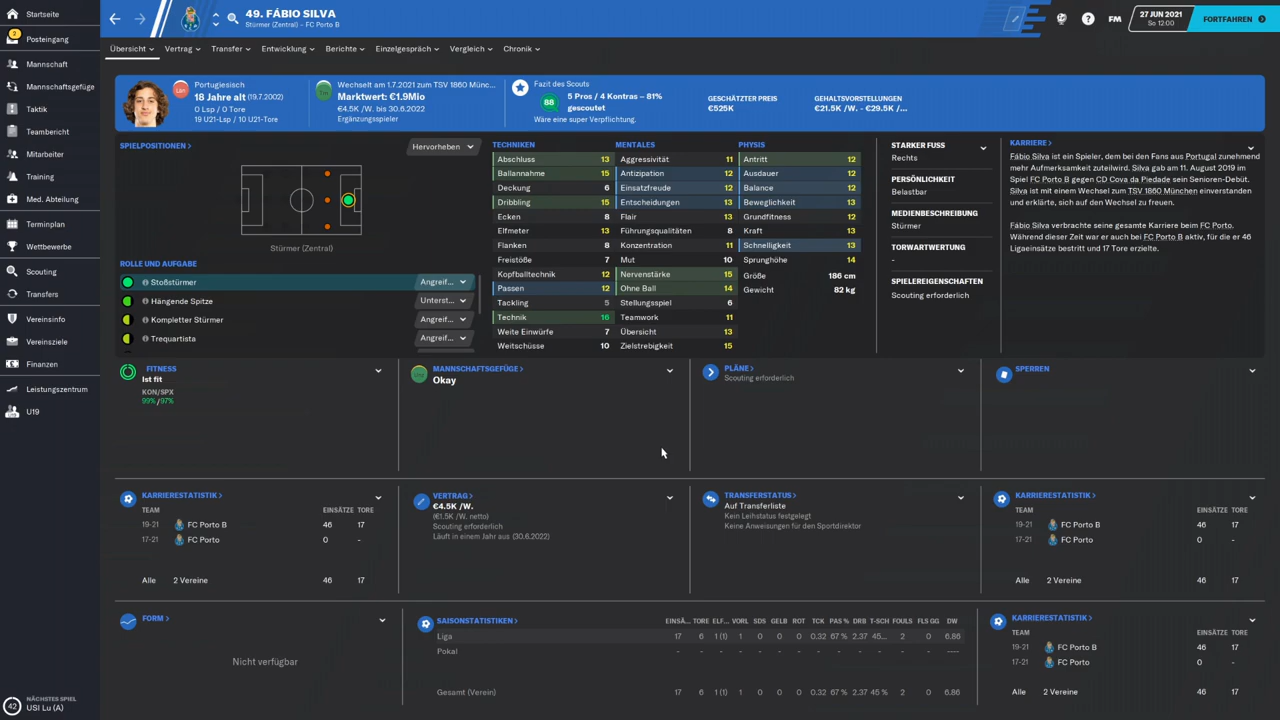 Startseite
2
Posteingang
Mannschaft
Mannschaftsgefüge
Taktik
Teambericht
Mitarbeiter
Training
Med. Abteilung
Terminplan
Wettbewerbe
Scouting
Transfers
Vereinsinfo
Vereinsziele
Finanzen
Leistungszentrum
U19
42
NÄCHSTES SPIEL
USI Lu (A)
49. FÁBIO SILVA
Stürmer (Zentral) – FC Porto B
FM
27 JUN 2021
So 12:00
FORTFAHREN
Übersicht
Vertrag
Transfer
Entwicklung
Berichte
Einzelgespräch
Vergleich
Chronik
Portugiesisch
18 Jahre alt (19.7.2002)
0 Lsp / 0 Tore
19 U21-Lsp / 10 U21-Tore
Wechselt am 1.7.2021 zum TSV 1860 Münc...
Marktwert: €1.9Mio
€4.5K /W. bis 30.6.2022
Ergänzungsspieler
Fazit des Scouts
88
5 Pros / 4 Kontras – 81% gescoutet
Wäre eine super Verpflichtung.
GESCHÄTZTER PREIS
€525K
GEHALTSVORSTELLUNGEN
€21.5K /W. - €29.5K /...
SPIELPOSITIONEN
Hervorheben
Stürmer (Zentral)
ROLLE UND AUFGABE
Stoßstürmer Angreif...
Hängende Spitze Unterst...
Kompletter Stürmer Angreif...
Trequartista Angreif...
TECHNIKEN
Abschluss 13
Ballannahme 15
Deckung 6
Dribbling 15
Ecken 8
Elfmeter 13
Flanken 8
Freistöße 7
Kopfballtechnik 12
Passen 12
Tackling 5
Technik 16
Weite Einwürfe 7
Weitschüsse 10
MENTALES
Aggressivität 11
Antizipation 12
Einsatzfreude 12
Entscheidungen 13
Flair 13
Führungsqualitäten 8
Konzentration 11
Mut 10
Nervenstärke 15
Ohne Ball 14
Stellungsspiel 6
Teamwork 11
Übersicht 13
Zielstrebigkeit 15
PHYSIS
Antritt 12
Ausdauer 12
Balance 12
Beweglichkeit 13
Grundfitness 12
Kraft 13
Schnelligkeit 13
Sprunghöhe 14
Größe 186 cm
Gewicht 82 kg
STARKER FUSS
Rechts
PERSÖNLICHKEIT
Belastbar
MEDIENBESCHREIBUNG
Stürmer
TORWARTWERTUNG
-
SPIELEREIGENSCHAFTEN
Scouting erforderlich
KARRIERE
Fábio Silva ist ein Spieler, dem bei den Fans aus Portugal zunehmend
mehr Aufmerksamkeit zuteilwird. Silva gab am 11. August 2019 im
Spiel FC Porto B gegen CD Cova da Piedade sein Senioren-Debüt.
Silva ist mit einem Wechsel zu TSV 1860 München einverstanden
und erklärte, sich auf den Wechsel zu freuen.
Fábio Silva verbrachte seine gesamte Karriere beim FC Porto.
Während dieser Zeit war er auch bei FC Porto B aktiv, für die er 46
Ligaeinsätze bestritt und 17 Tore erzielte.
FITNESS
Ist fit
KON/SPX
99% /97%
MANNSCHAFTSGEFÜGE
Okay
PLÄNE
Scouting erforderlich
SPERREN
KARRIERESTATISTIK
TEAM EINSÄTZE TORE
19-21 FC Porto B 46 17
17-21 FC Porto 0 -
Alle 2 Vereine 46 17
VERTRAG
€4.5K /W.
(€1.5K /W. netto)
Scouting erforderlich
Läuft in einem Jahr aus (30.6.2022)
TRANSFERSTATUS
Auf Transferliste
Kein Leihstatus festgelegt
Keine Anweisungen für den Sportdirektor
KARRIERESTATISTIK
TEAM EINSÄTZE TORE
19-21 FC Porto B 46 17
17-21 FC Porto 0 -
Alle 2 Vereine 46 17
FORM
Nicht verfügbar
SAISONSTATISTIKEN EINSÄ... TORE ELF... VORL SDS GELB ROT TCK PAS % DRB T-SCH FOULS FLS GG DW
Liga 17 6 1 (1) 1 0 0 0 0.32 67 % 2.37 45... 2 0 6.86
Pokal - - - - - - - - - - - - - ----
Gesamt (Verein) 17 6 1 (1) 1 0 0 0 0.32 67 % 2.37 45 % 2 0 6.86
KARRIERESTATISTIK
TEAM EINSÄTZE TORE
19-21 FC Porto B 46 17
17-21 FC Porto 0 -
Alle 2 Vereine 46 17